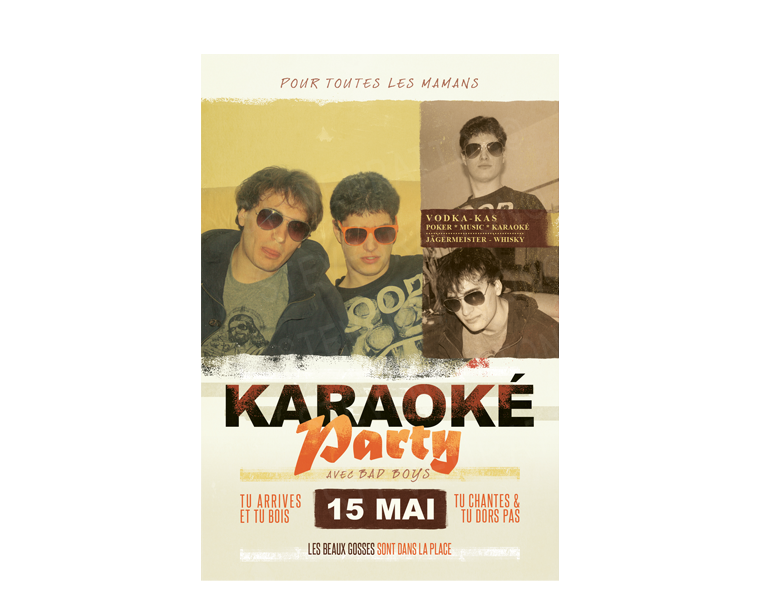 POUR TOUTES LES MAMANS
VODKA-KAS
POKER * MUSIC * KARAOKÉ
JÄGERMEISTER - WHISKY
KARAOKÉ
Party
AVEC BAD BOYS
TU ARRIVES
ET TU BOIS
15 MAI
TU CHANTES &
TU DORS PAS
LES BEAUX GOSSES SONT DANS LA PLACE